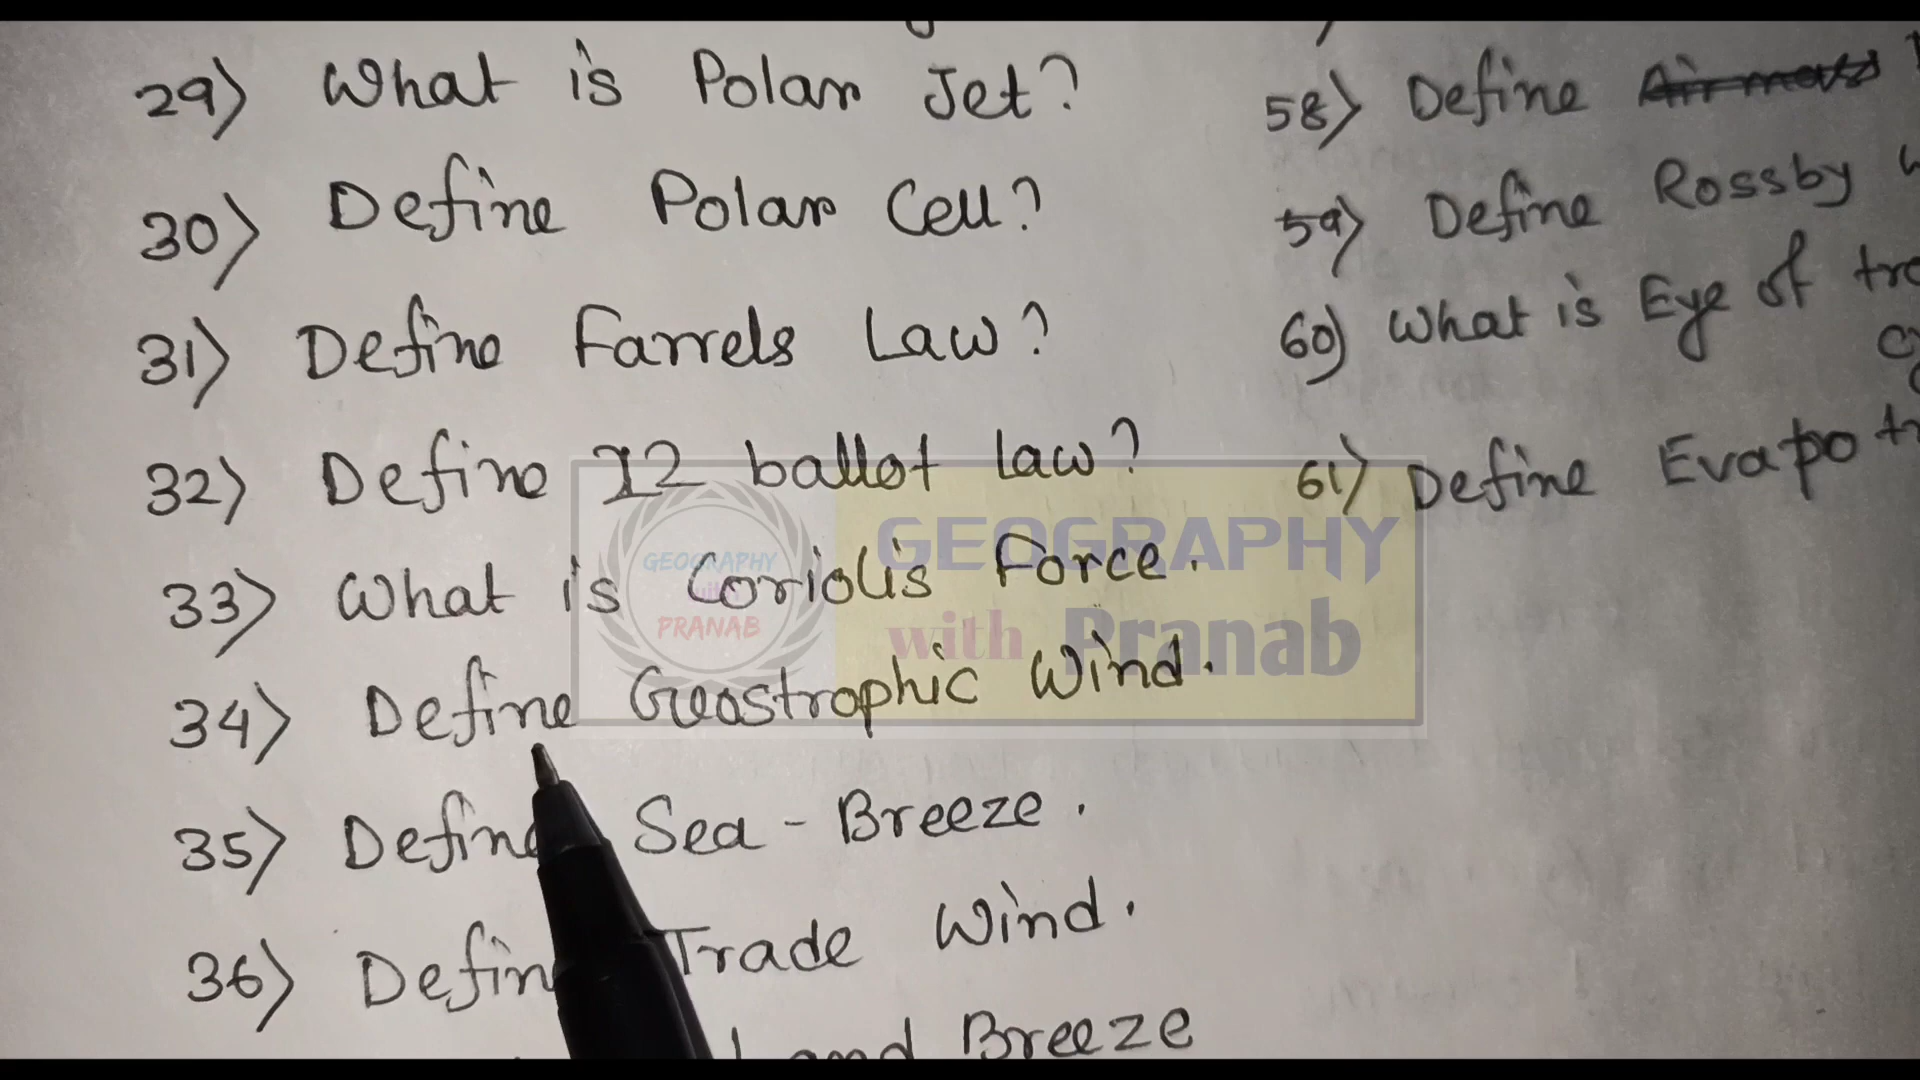 29) What is Polar Jet?
30) Define Polar Cell?
31) Define Farrels Law?
32) Define ballot law?
33) What is Coriolis Force.
34) Define Geostrophic Wind.
35) Define Sea - Breeze.
36) Define Trade Wind.
Land Breeze
58) Define
59) Define Rossby
60) What is Eye of
61) Define
GEOGRAPHY
with
PRANAB
GEOGRAPHY
with Pranab